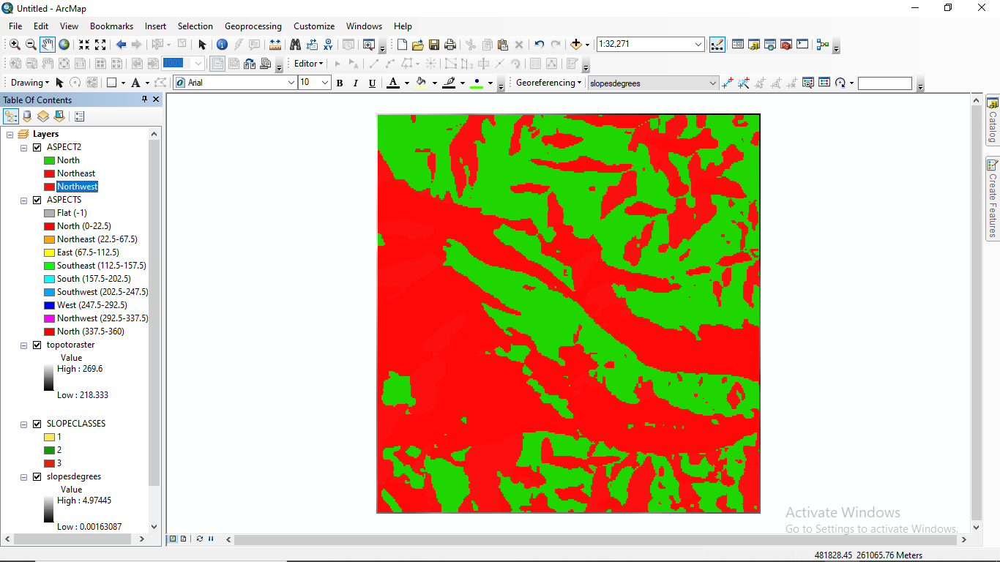 Untitled - ArcMap
File Edit View Bookmarks Insert Selection Geoprocessing Customize Windows Help
1:32,271
100%
Editor
Drawing Arial 10 B I U A Georeferencing slopesdegrees
Table Of Contents
Layers
ASPECT2
North
Northeast
Northwest
ASPECTS
Flat (-1)
North (0-22.5)
Northeast (22.5-67.5)
East (67.5-112.5)
Southeast (112.5-157.5)
South (157.5-202.5)
Southwest (202.5-247.5)
West (247.5-292.5)
Northwest (292.5-337.5)
North (337.5-360)
topotoraster
Value
High : 269.6
Low : 218.333
SLOPECLASSES
1
2
3
slopesdegrees
Value
High : 4.97445
Low : 0.00163087
Catalog
Create Features
Activate Windows
Go to Settings to activate Windows.
481828.45 261065.76 Meters